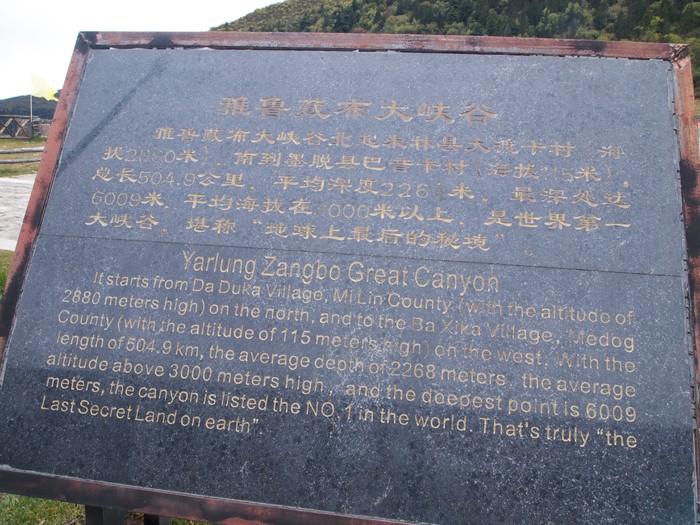 雅鲁藏布大峡谷
雅鲁藏布大峡谷北起米林县大渡卡村（海
拔2880米），南到墨脱县巴昔卡村（海拔115米），
总长504.9公里，平均深度226 米，最深处达
6009米，平均海拔在3000米以上，是世界第一
大峡谷。堪称“地球上最后的秘境”。
Yarlung Zangbo Great Canyon
It starts from Da Duka Village, Mi Lin County (with the altitude of
2880 meters high) on the north, and to the Ba Xika Village, Medog
County (with the altitude of 115 meters high) on the west. With the
length of 504.9 km, the average depth of 2268 meters, the average
altitude above 3000 meters high, and the deepest point is 6009
meters, the canyon is listed the NO.1 in the world. That's truly “the
Last Secret Land on earth”